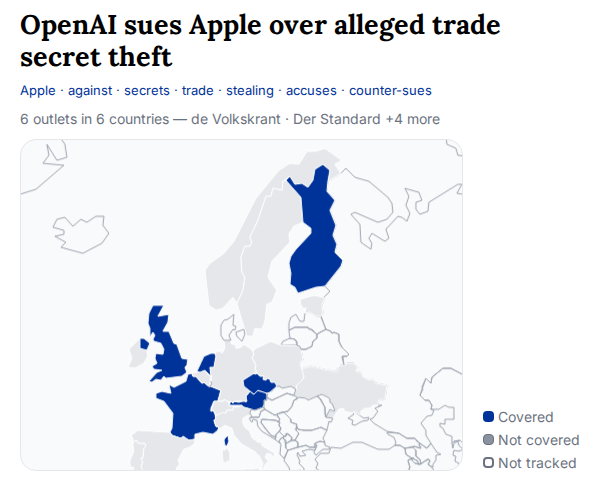 OpenAI sues Apple over alleged trade
secret theft
Apple · against · secrets · trade · stealing · accuses · counter-sues
6 outlets in 6 countries — de Volkskrant · Der Standard +4 more
Covered
Not covered
Not tracked